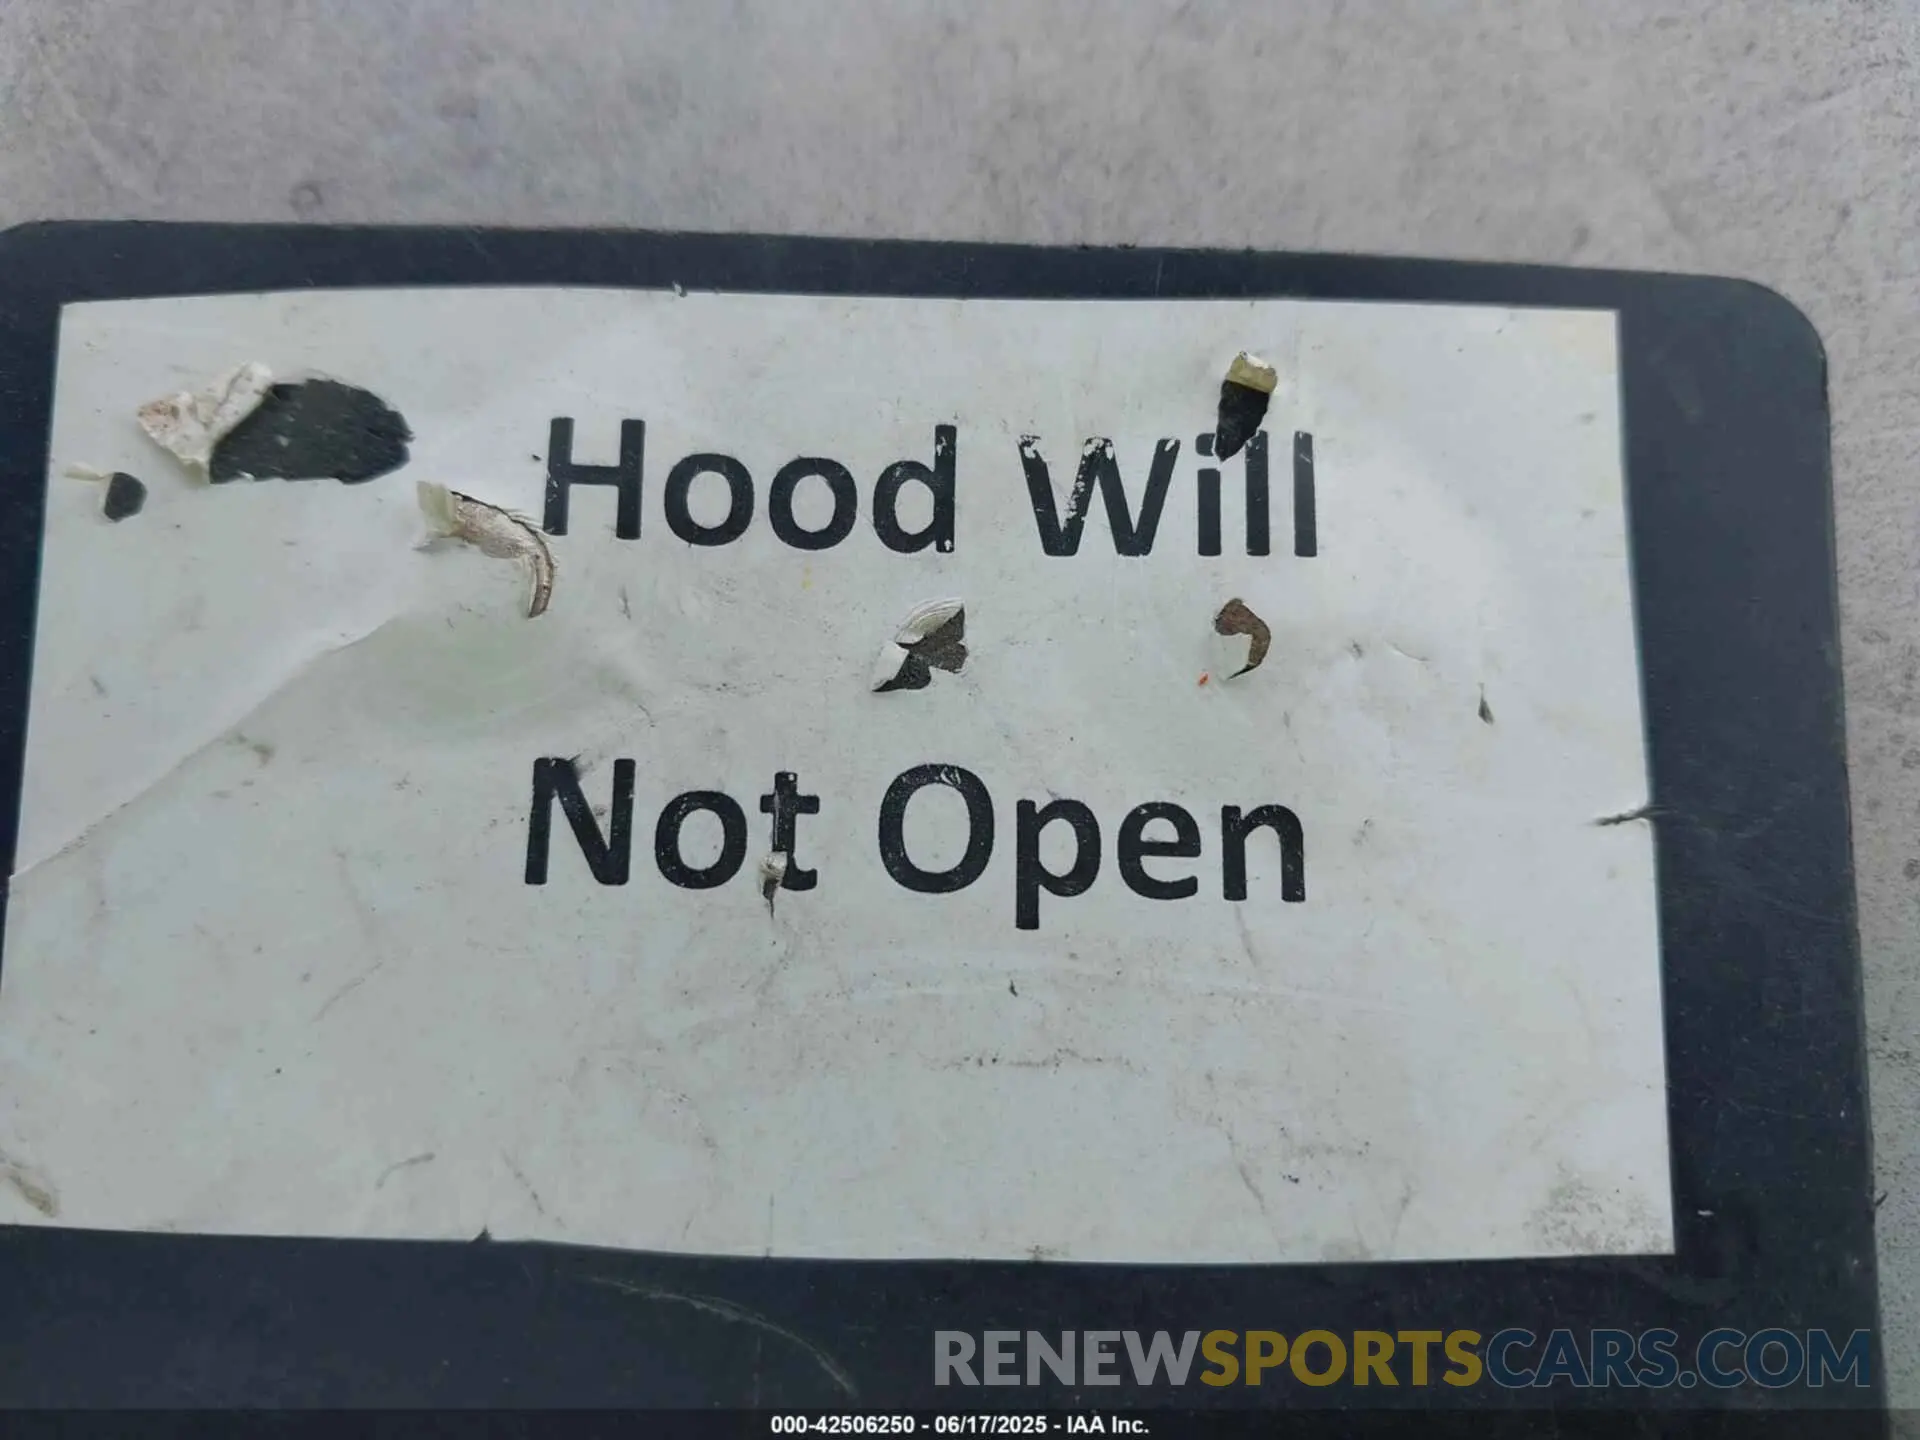 Hood Will
Not Open
RENEWSPORTSCARS.COM
000-42506250 - 06/17/2025 - IAA Inc.